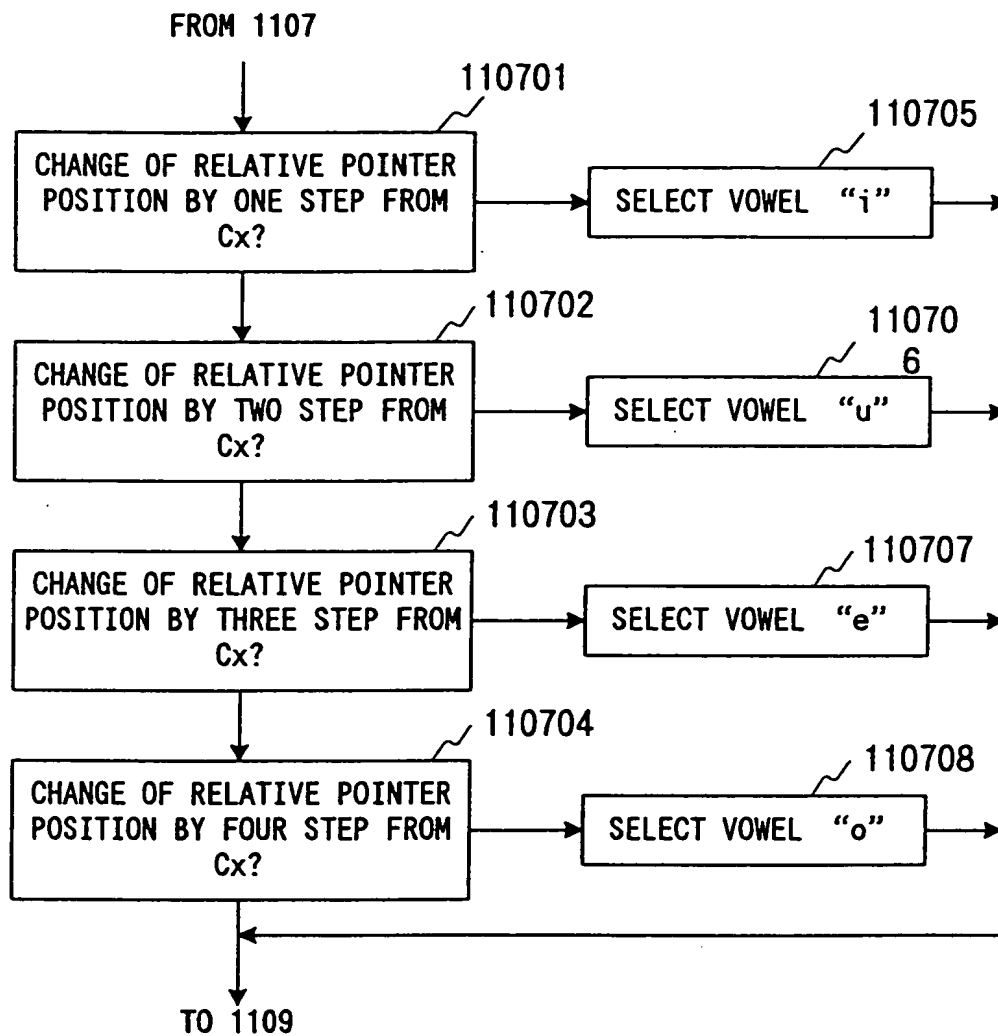 FROM 1107
110701
CHANGE OF RELATIVE POINTER
POSITION BY ONE STEP FROM
Cx?
110705
SELECT VOWEL “i”
110702
CHANGE OF RELATIVE POINTER
POSITION BY TWO STEP FROM
Cx?
11070
6
SELECT VOWEL “u”
110703
CHANGE OF RELATIVE POINTER
POSITION BY THREE STEP FROM
Cx?
110707
SELECT VOWEL “e”
110704
CHANGE OF RELATIVE POINTER
POSITION BY FOUR STEP FROM
Cx?
110708
SELECT VOWEL “o”
TO 1109